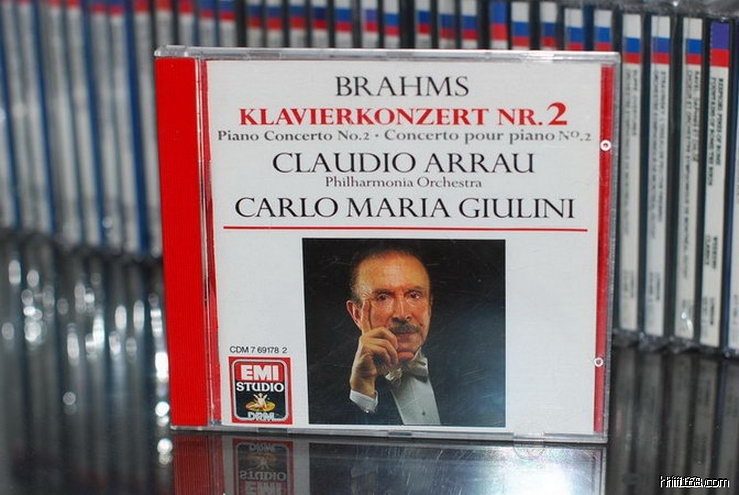 BRAHMS
KLAVIERKONZERT NR. 2
Piano Concerto No.2 · Concerto pour piano No.2
CLAUDIO ARRAU
Philharmonia Orchestra
CARLO MARIA GIULINI
CDM 7 69178 2
EMI
STUDIO
DRM